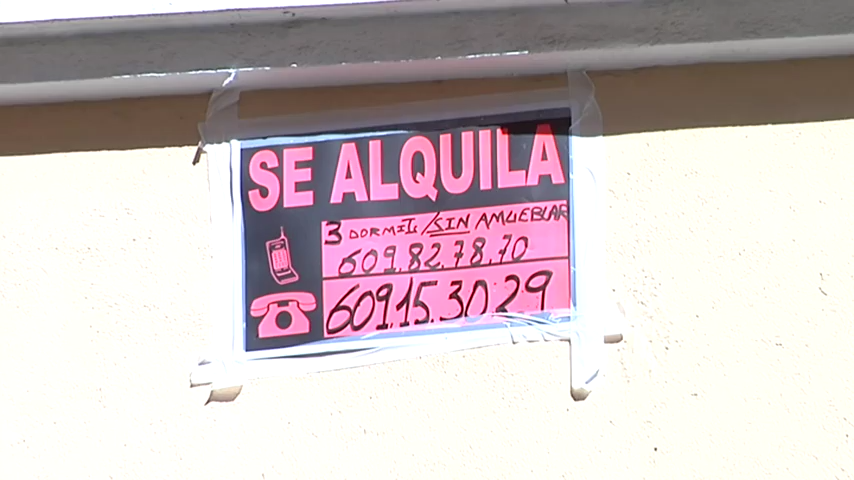 SE ALQUILA
3 DORMIT. / SIN AMUEBLAR
609.82.78.70
609.15.30.29